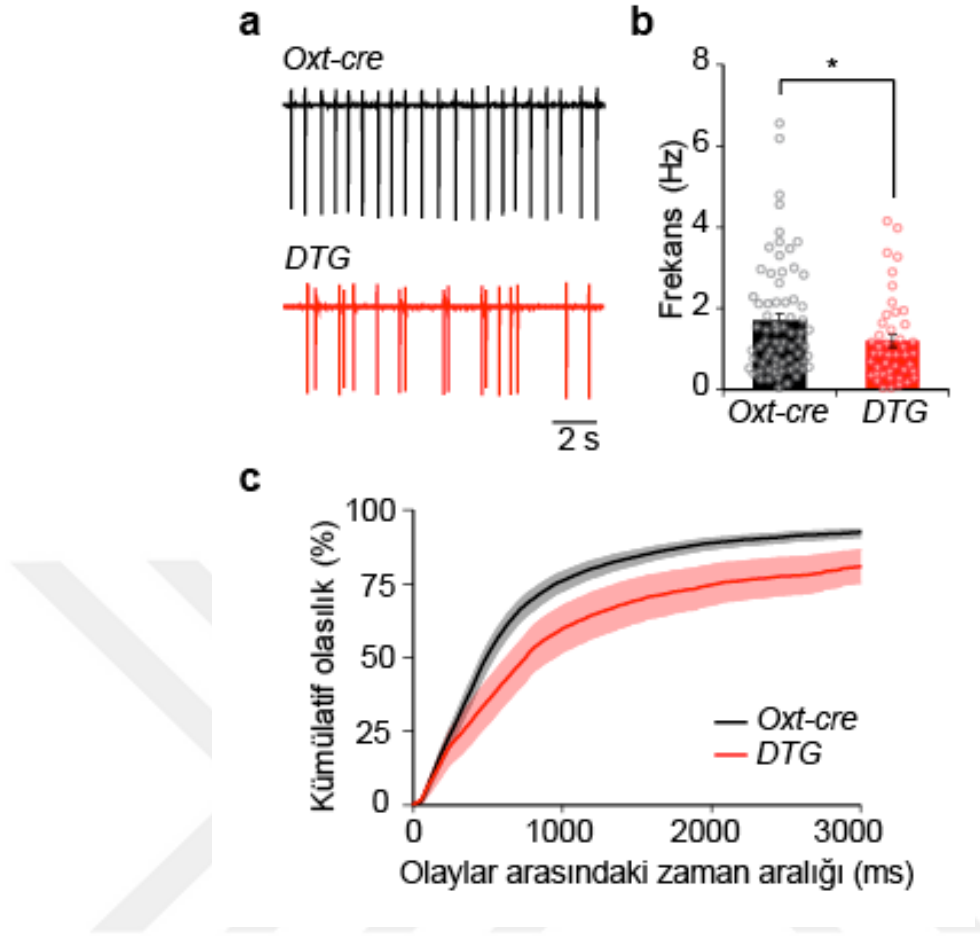 a
Oxt-cre
DTG
2 s
b
*
Frekans (Hz)
8
6
4
2
0
Oxt-cre
DTG
c
Kümülatif olasılık (%)
100
75
50
25
0
Oxt-cre
DTG
0
1000
2000
3000
Olaylar arasındaki zaman aralığı (ms)